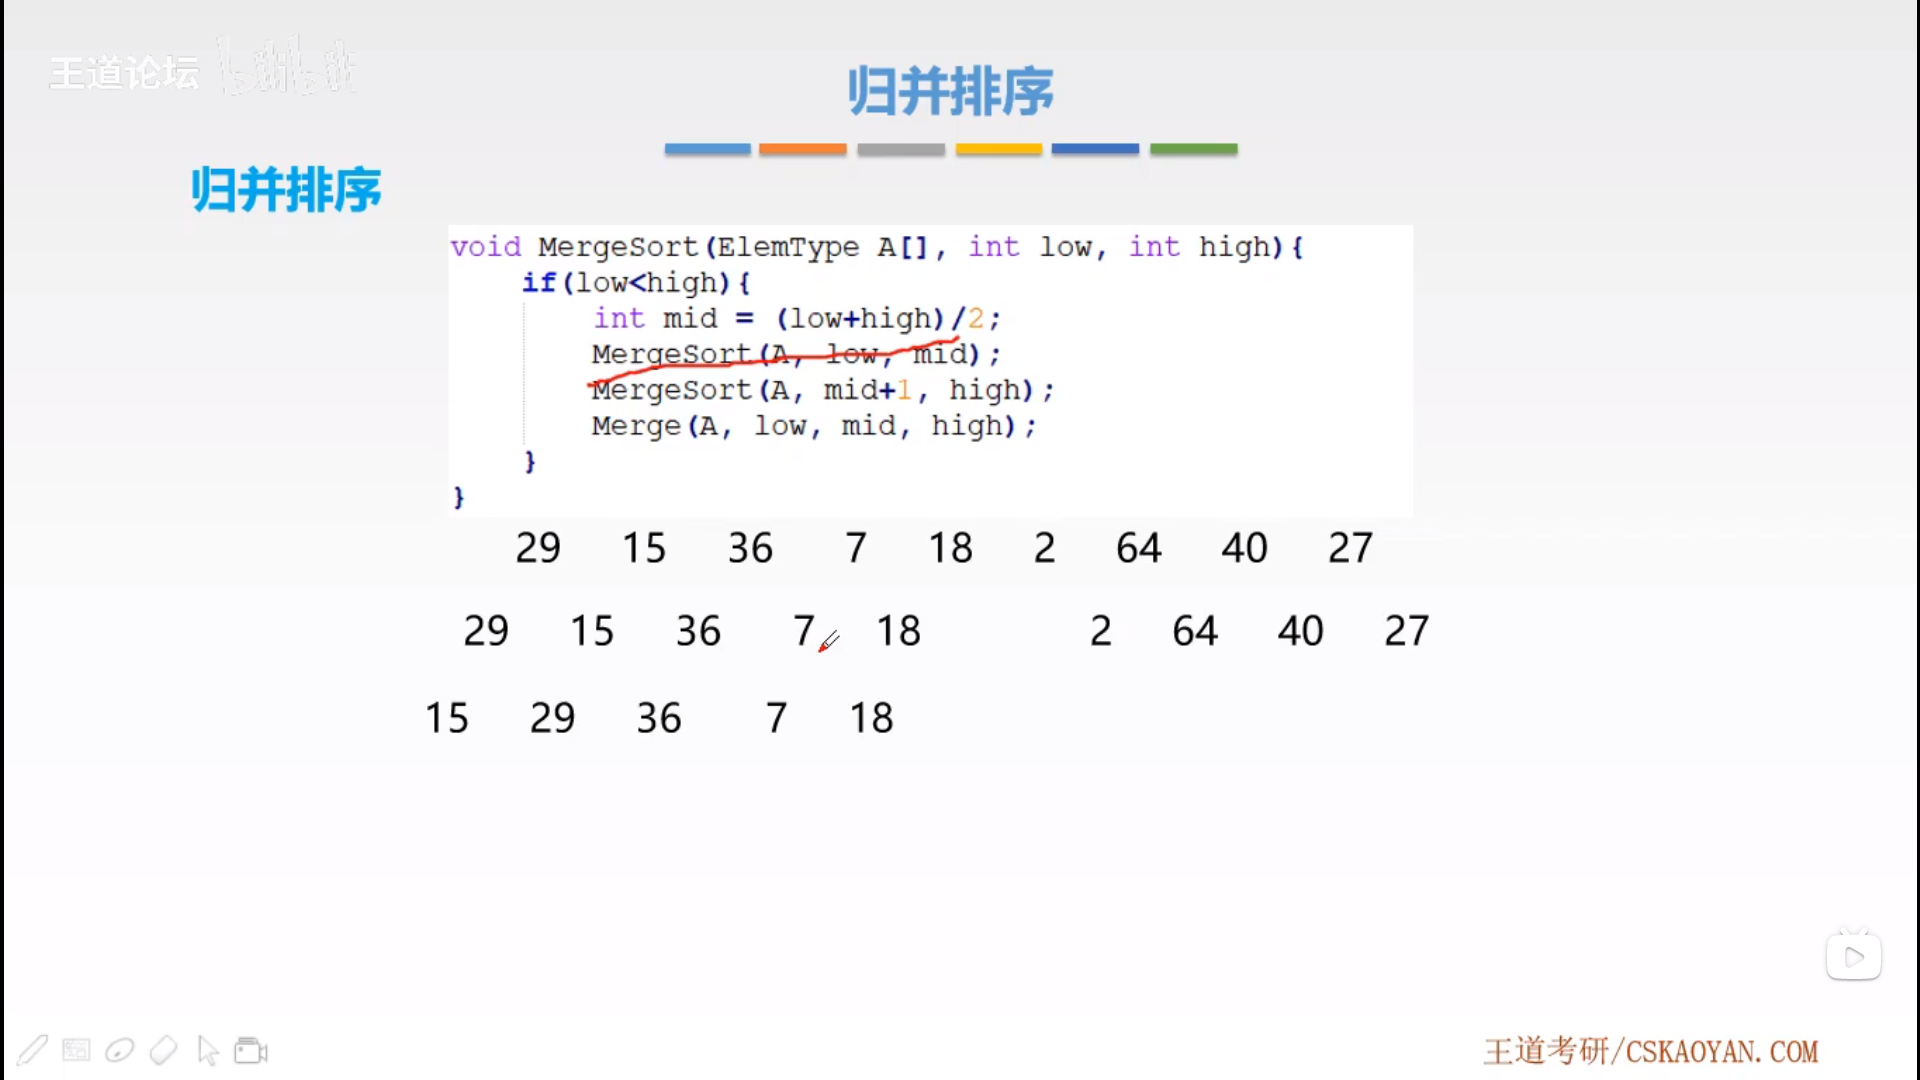 王道论坛 bilibili
归并排序
归并排序
void MergeSort(ElemType A[], int low, int high){
if(low<high){
int mid = (low+high)/2;
MergeSort(A, low, mid);
MergeSort(A, mid+1, high);
Merge(A, low, mid, high);
}
}
29 15 36 7 18 2 64 40 27
29 15 36 7 18 2 64 40 27
15 29 36 7 18
王道考研/CSKAOYAN.COM